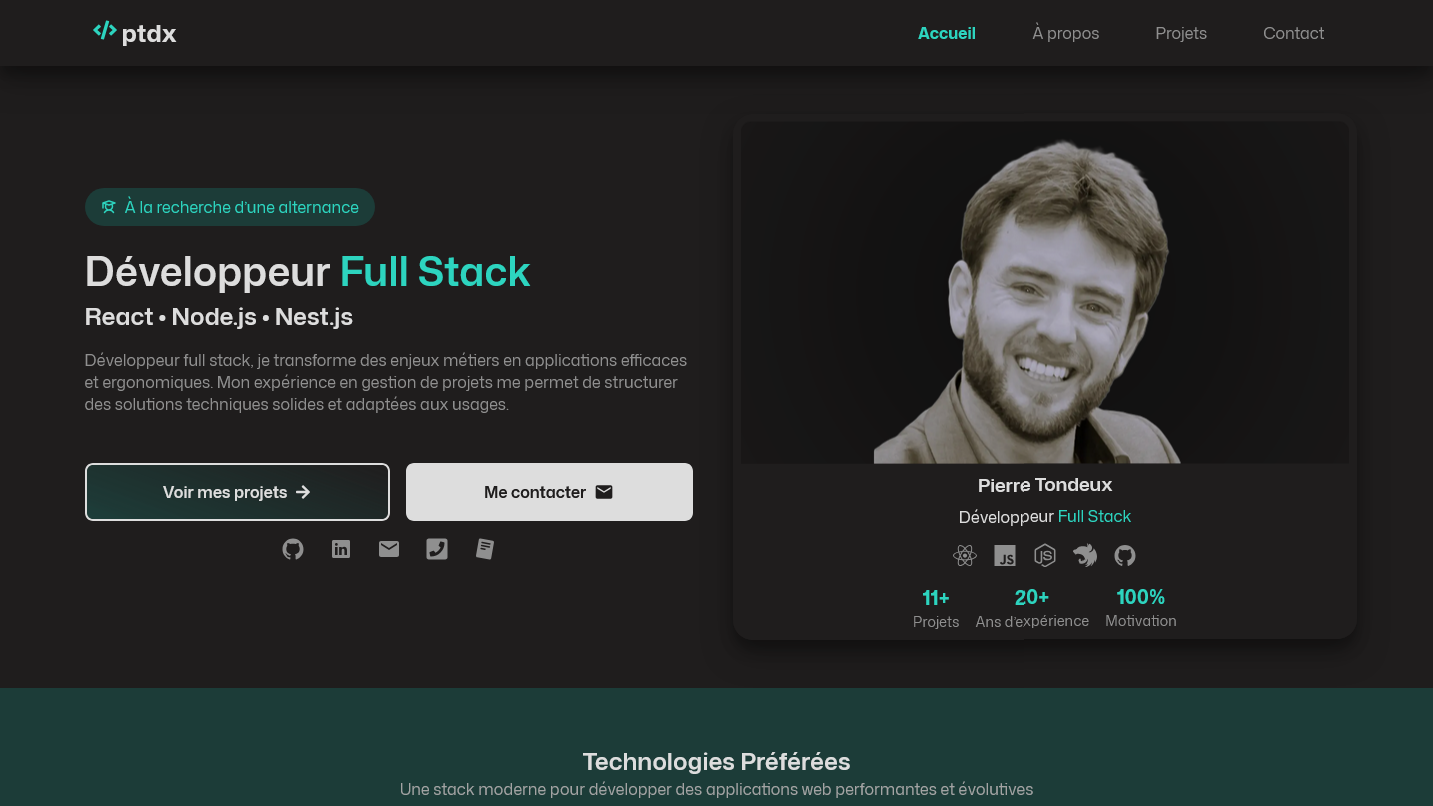 ptdx
Accueil
À propos
Projets
Contact
À la recherche d'une alternance
Développeur Full Stack
React • Node.js • Nest.js
Développeur full stack, je transforme des enjeux métiers en applications efficaces
et ergonomiques. Mon expérience en gestion de projets me permet de structurer
des solutions techniques solides et adaptées aux usages.
Voir mes projets
Me contacter
in
Pierre Tondeux
Développeur Full Stack
JS
JS
11+
Projets
20+
Ans d'expérience
100%
Motivation
Technologies Préférées
Une stack moderne pour développer des applications web performantes et évolutives